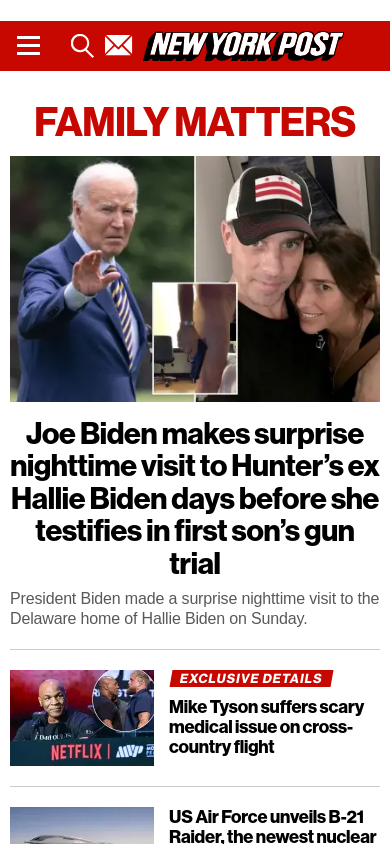 NEW YORK POST
FAMILY MATTERS
Joe Biden makes surprise
nighttime visit to Hunter’s ex
Hallie Biden days before she
testifies in first son’s gun
trial
President Biden made a surprise nighttime visit to the
Delaware home of Hallie Biden on Sunday.
NETFLIX
EXCLUSIVE DETAILS
Mike Tyson suffers scary
medical issue on cross-
country flight
US Air Force unveils B-21
Raider, the newest nuclear